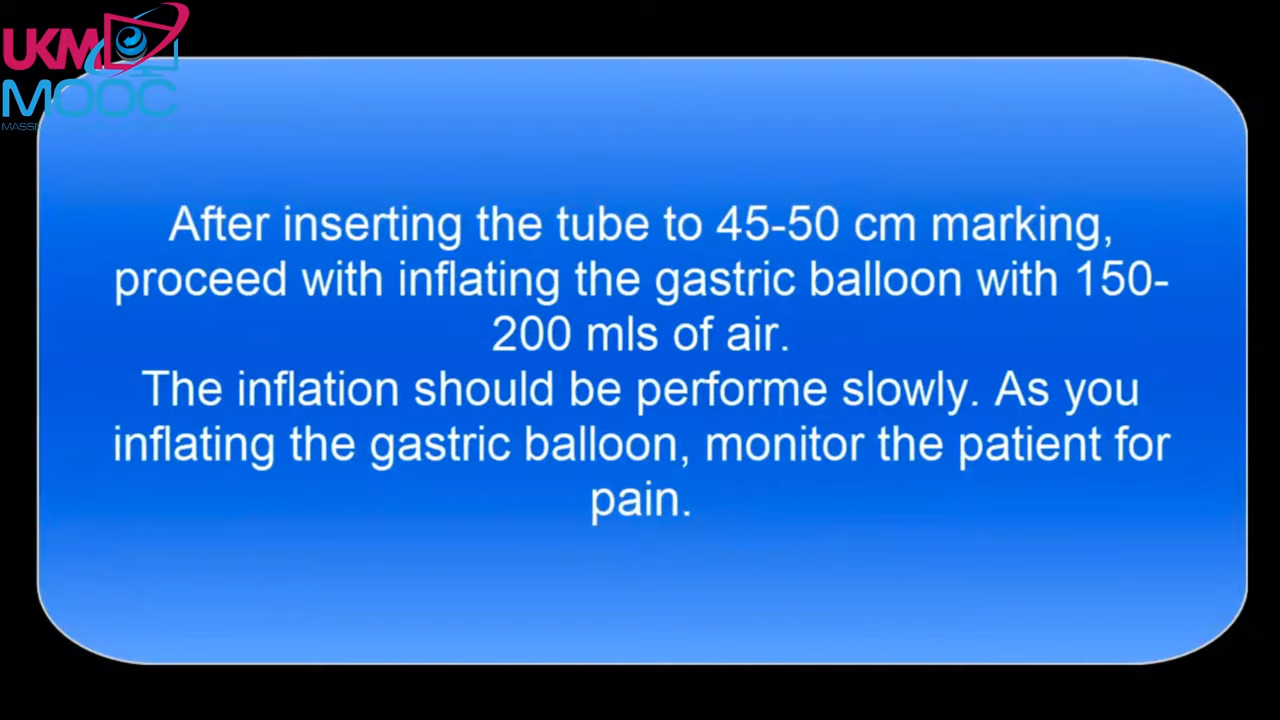 UKM
MOOC
MASSI
After inserting the tube to 45-50 cm marking,
proceed with inflating the gastric balloon with 150-
200 mls of air.
The inflation should be performe slowly. As you
inflating the gastric balloon, monitor the patient for
pain.